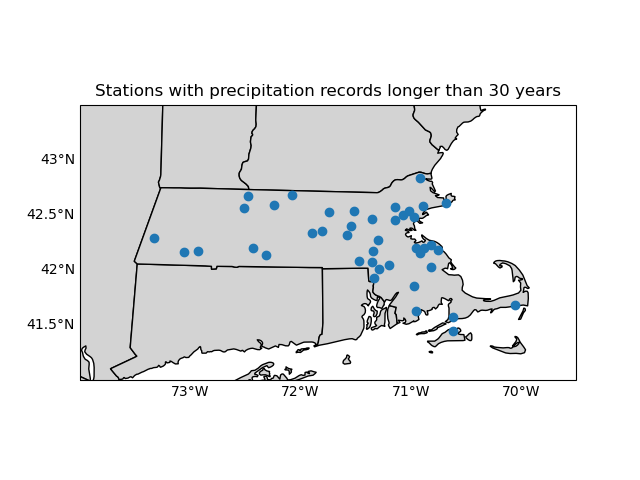 Stations with precipitation records longer than 30 years
43°N
42.5°N
42°N
41.5°N
73°W 72°W 71°W 70°W